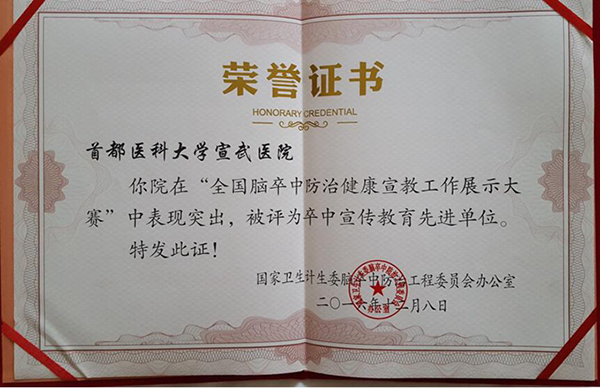 荣誉证书
HONORARY CREDENTIAL
首都医科大学宣武医院
你院在“全国脑卒中防治健康宣教工作展示大
赛”中表现突出，被评为卒中宣传教育先进单位。
特发此证！
国家卫生计生委脑卒中防治工程委员会办公室
二〇一 年十 月八日